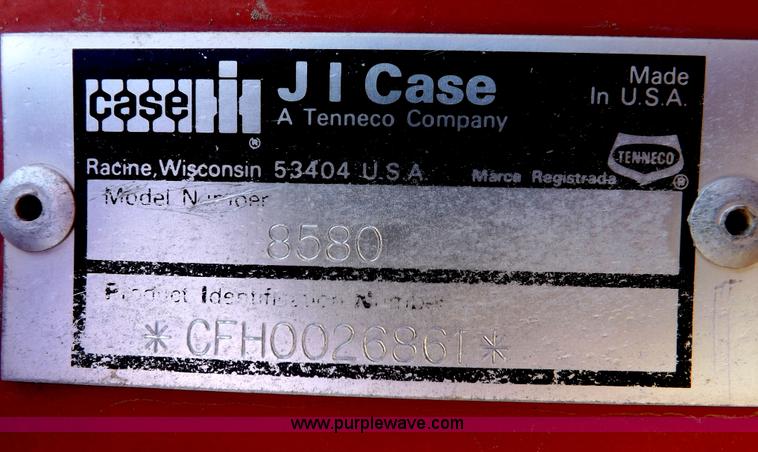 case IH
®
J I Case
A Tenneco Company
Made
In U.S.A.
TENNECO
®
Racine, Wisconsin 53404 U.S.A. Marca Registrada
Model Number
8580
Product Identification Number
*CFH0026861*
www.purplewave.com